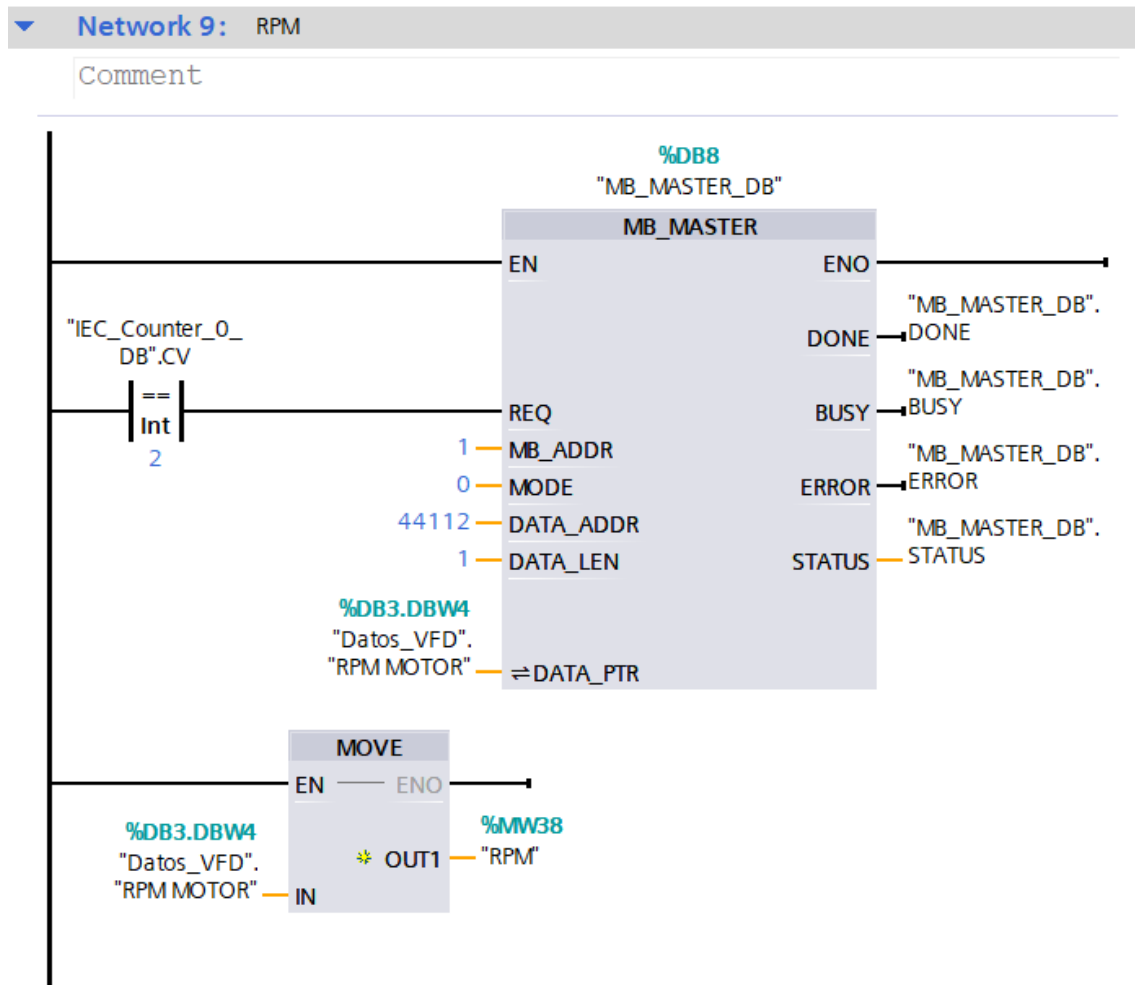 Network 9: RPM
Comment
%DB8
"MB_MASTER_DB"
MB_MASTER
EN ENO
"IEC_Counter_0_
DB".CV
==
Int
2
"MB_MASTER_DB".
DONE DONE
"MB_MASTER_DB".
REQ BUSY BUSY
1 MB_ADDR
"MB_MASTER_DB".
0 MODE ERROR ERROR
44112 DATA_ADDR
"MB_MASTER_DB".
1 DATA_LEN STATUS STATUS
%DB3.DBW4
"Datos_VFD".
"RPM MOTOR" DATA_PTR
MOVE
EN ENO
%DB3.DBW4
"Datos_VFD".
"RPM MOTOR" IN
%MW38
OUT1 "RPM"